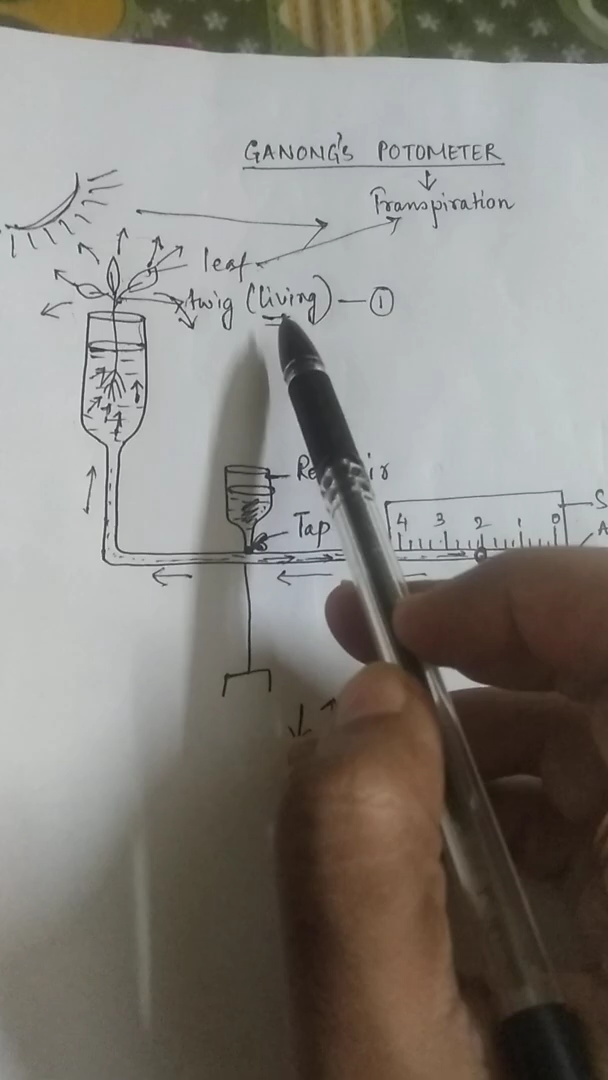 GANONG'S POTOMETER
Transpiration
leaf
twig (living) — ①
Tap
4 3 2 1 0
S
A